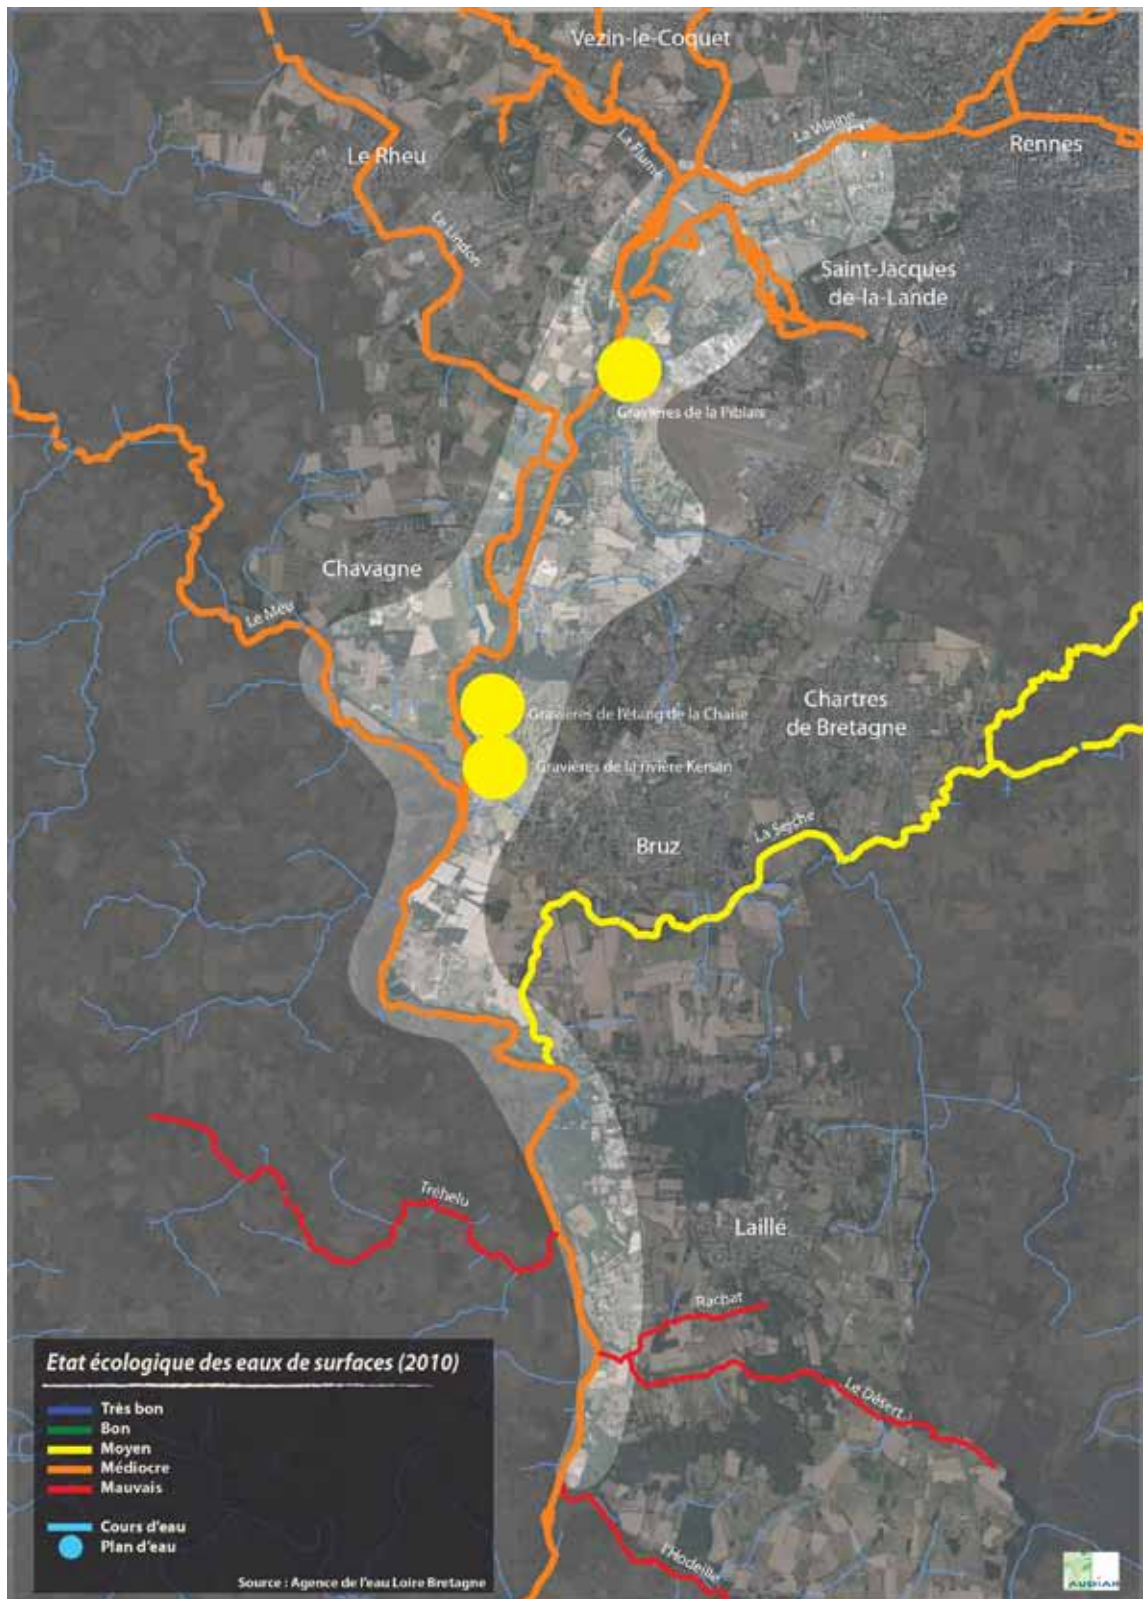 Vezin-le-Coquet
La Vilaine
Rennes
La Flume
Le Rheu
Le Lindon
Saint-Jacques
de-la-Lande
Gravières de la Piblais
Chavagne
Le Meu
Chartres
de Bretagne
Gravières de l'étang de la Chaise
Gravières de la rivière Kersan
La Seiche
Bruz
Tréhelu
Laillé
Rachat
Le Désert
l'Hodeillé
Etat écologique des eaux de surfaces (2010)
Très bon
Bon
Moyen
Médiocre
Mauvais
Cours d'eau
Plan d'eau
Source : Agence de l'eau Loire Bretagne
AUDIAR